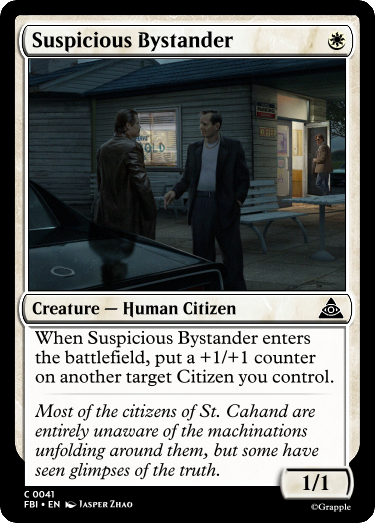 Suspicious Bystander
Creature — Human Citizen
When Suspicious Bystander enters
the battlefield, put a +1/+1 counter
on another target Citizen you control.
Most of the citizens of St. Cahand are
entirely unaware of the machinations
unfolding around them, but some have
seen glimpses of the truth.
1/1
C 0041
FBI • EN Jasper Zhao
©Grapple